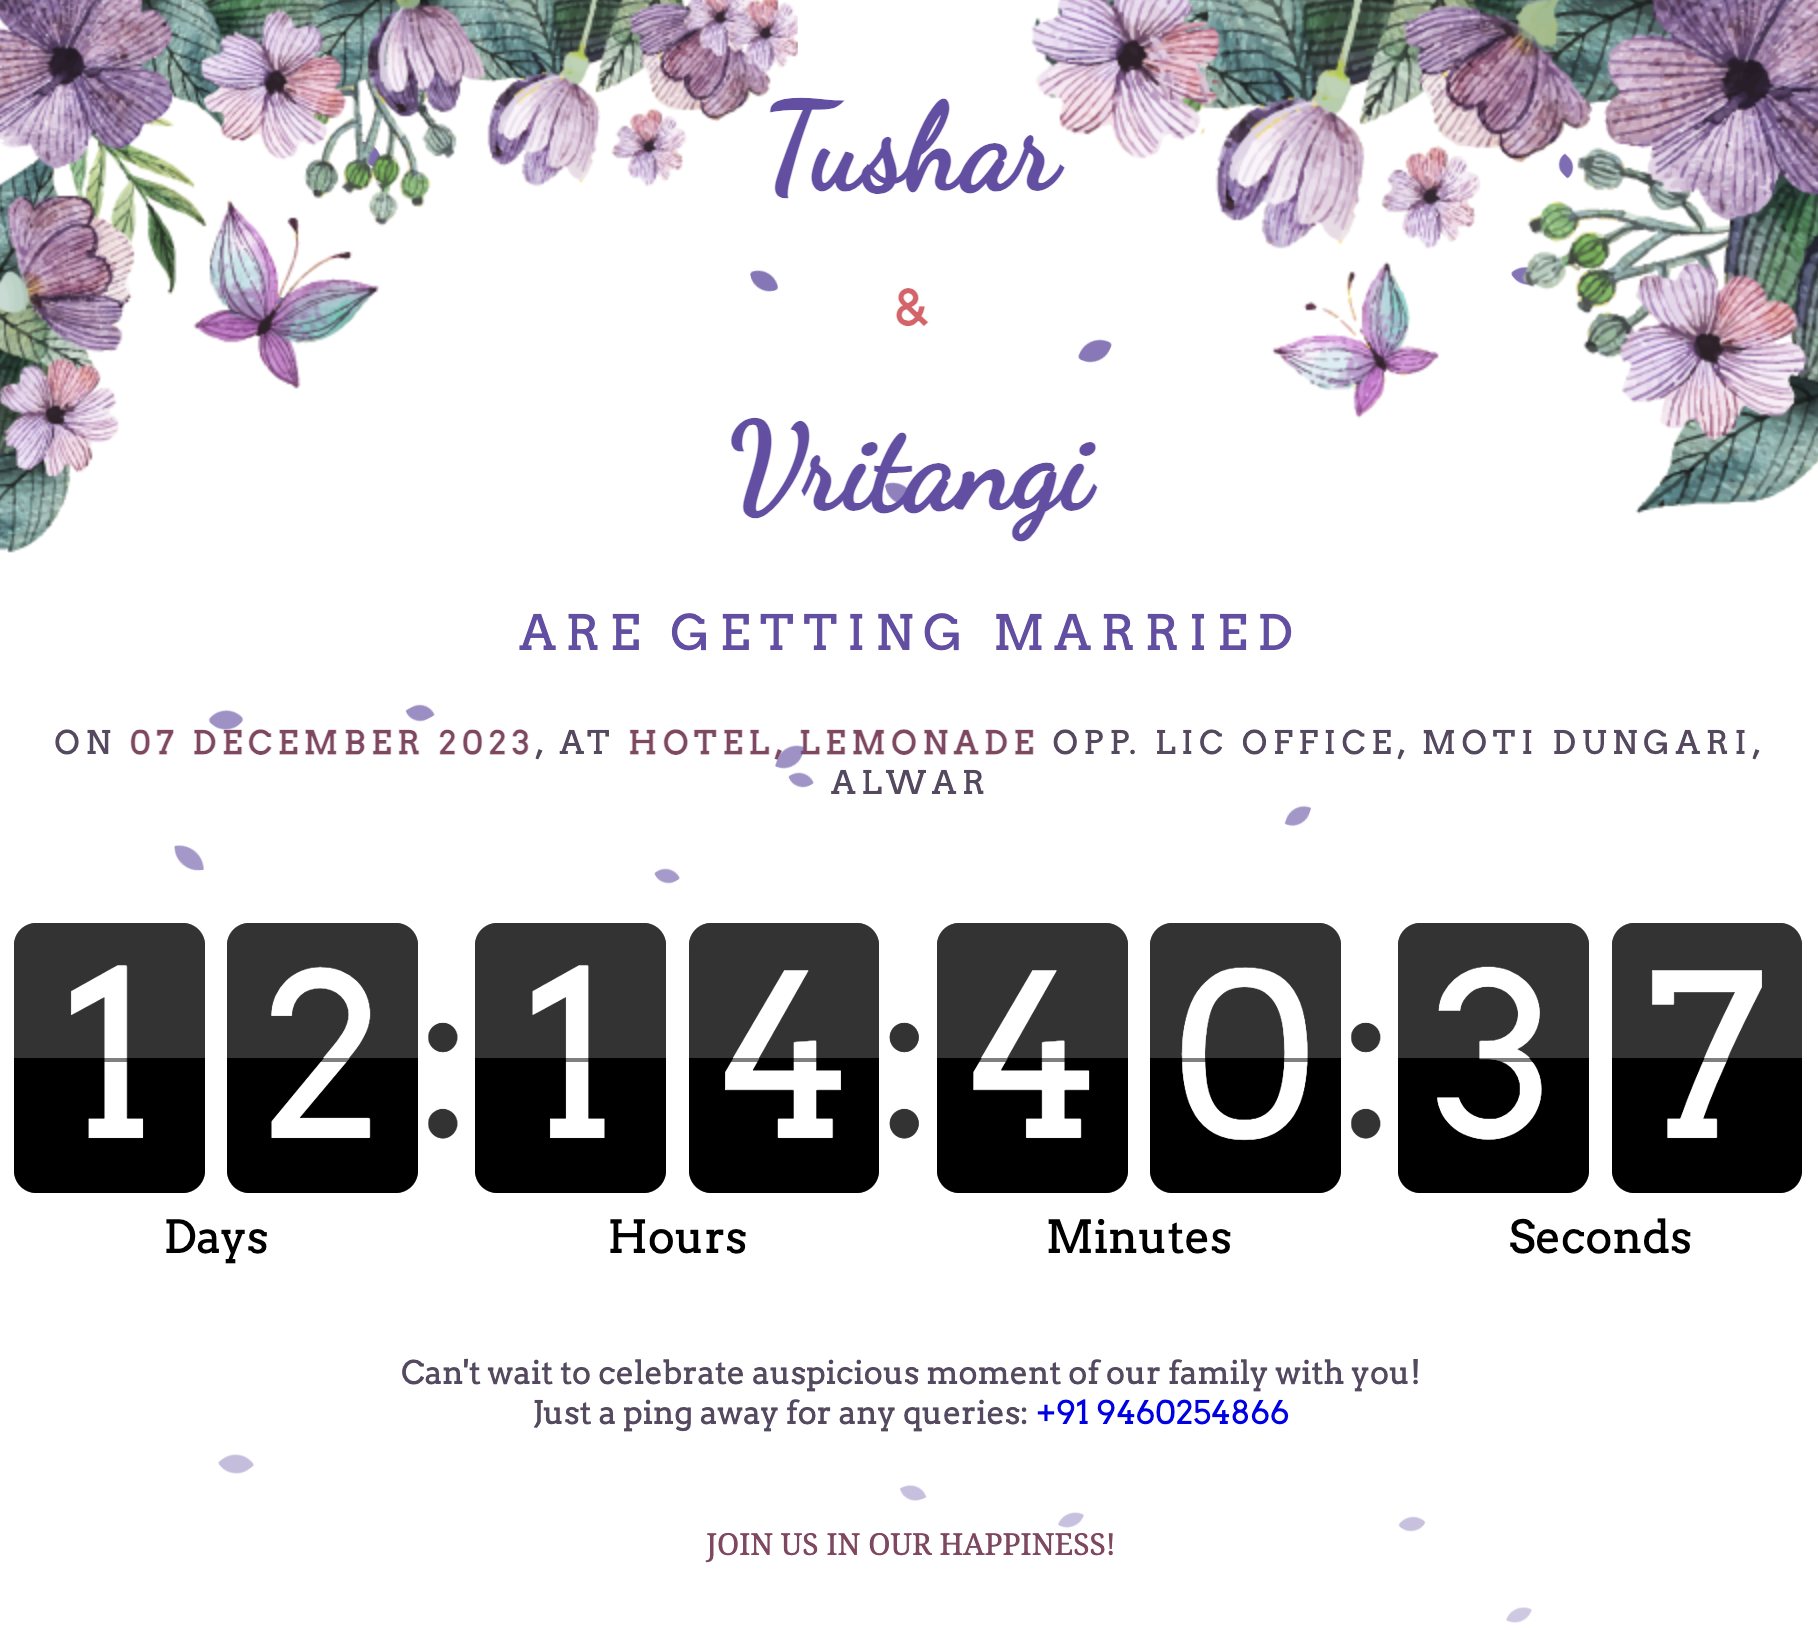 Tushar
&
Vritangi
ARE GETTING MARRIED
ON 07 DECEMBER 2023, AT HOTEL, LEMONADE OPP. LIC OFFICE, MOTI DUNGARI,
ALWAR
12:14:40:37
Days Hours Minutes Seconds
Can't wait to celebrate auspicious moment of our family with you!
Just a ping away for any queries: +91 9460254866
JOIN US IN OUR HAPPINESS!